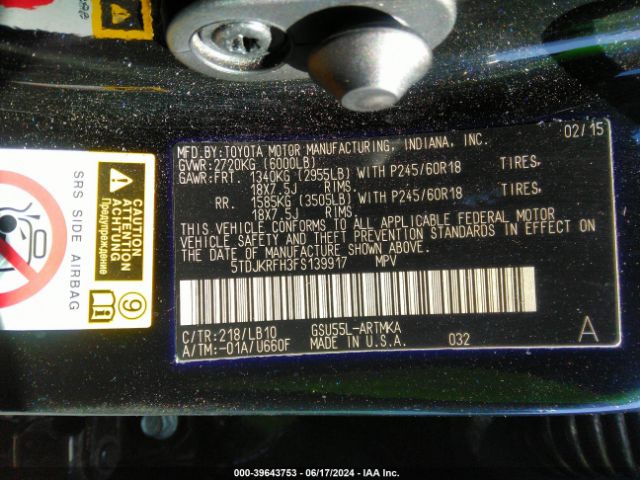 MFD. BY: TOYOTA MOTOR MANUFACTURING, INDIANA, INC. 02/15
GVWR: 2720KG (6000LB)
GAWR: FRT. 1340KG (2955LB) WITH P245/60R18 TIRES,
18X7.5J RIMS,
RR. 1585KG (3505LB) WITH P245/60R18 TIRES,
18X7.5J RIMS.
THIS VEHICLE CONFORMS TO ALL APPLICABLE FEDERAL MOTOR
VEHICLE SAFETY AND THEFT PREVENTION STANDARDS IN EFFECT ON
THE DATE OF MANUFACTURE SHOWN ABOVE.
5TDJKRFH3FS139917 MPV
C/TR: 218/LB10 GSU55L-ARTMKA
A/TM: -01A/U660F MADE IN U.S.A. 032 A
SRS SIDE AIRBAG
CAUTION
ATTENTION
ACHTUNG
Предупреждение
9
000-39643753 - 06/17/2024 - IAA Inc.